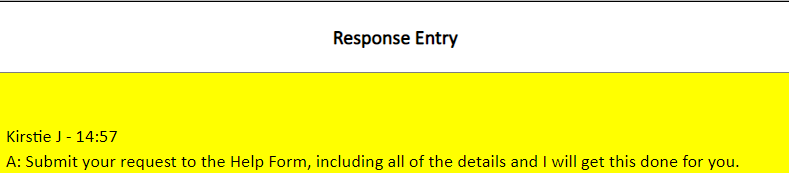 Response Entry
Kirstie J - 14:57
A: Submit your request to the Help Form, including all of the details and I will get this done for you.